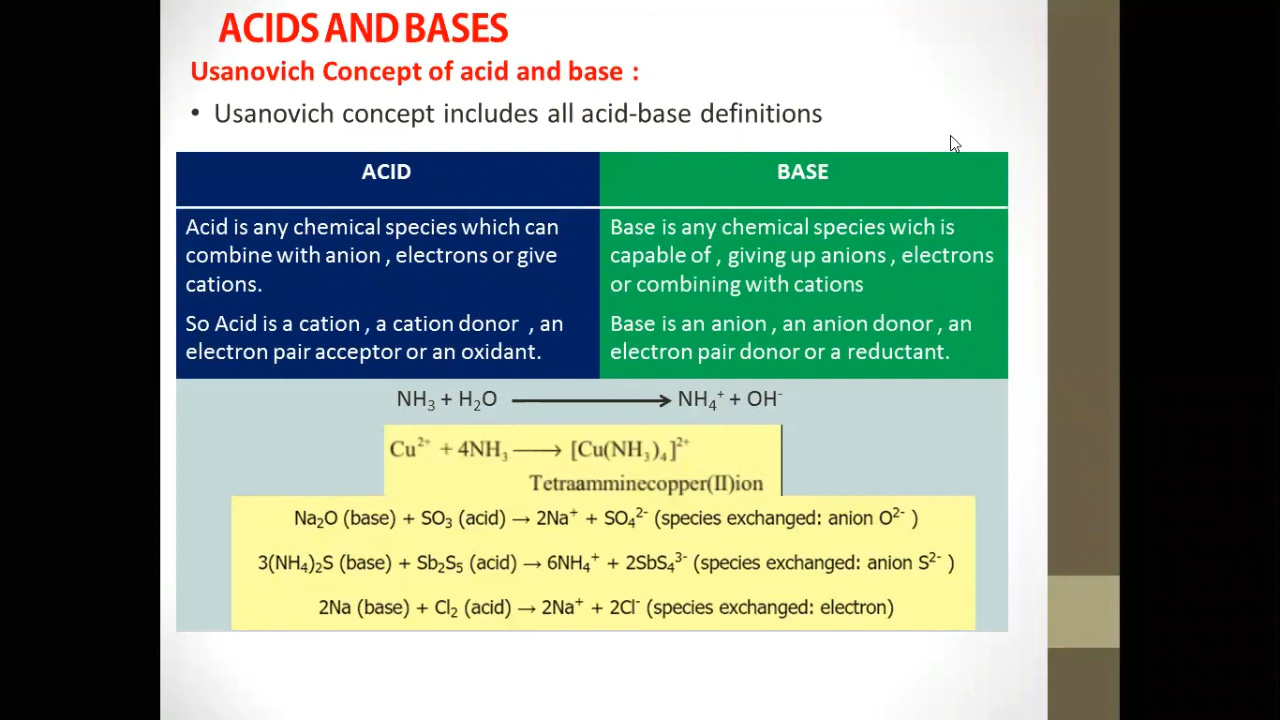 ACIDS AND BASES
Usanovich Concept of acid and base :
• Usanovich concept includes all acid-base definitions
ACID
BASE
Acid is any chemical species which can
combine with anion , electrons or give
cations.
So Acid is a cation , a cation donor , an
electron pair acceptor or an oxidant.
Base is any chemical species wich is
capable of , giving up anions , electrons
or combining with cations
Base is an anion , an anion donor , an
electron pair donor or a reductant.
NH₃ + H₂O ⟶ NH₄⁺ + OH⁻
Cu²⁺ + 4NH₃ ⟶ [Cu(NH₃)₄]²⁺
Tetraamminecopper(II)ion
Na₂O (base) + SO₃ (acid) → 2Na⁺ + SO₄²⁻ (species exchanged: anion O²⁻ )
3(NH₄)₂S (base) + Sb₂S₅ (acid) → 6NH₄⁺ + 2SbS₄³⁻ (species exchanged: anion S²⁻ )
2Na (base) + Cl₂ (acid) → 2Na⁺ + 2Cl⁻ (species exchanged: electron)